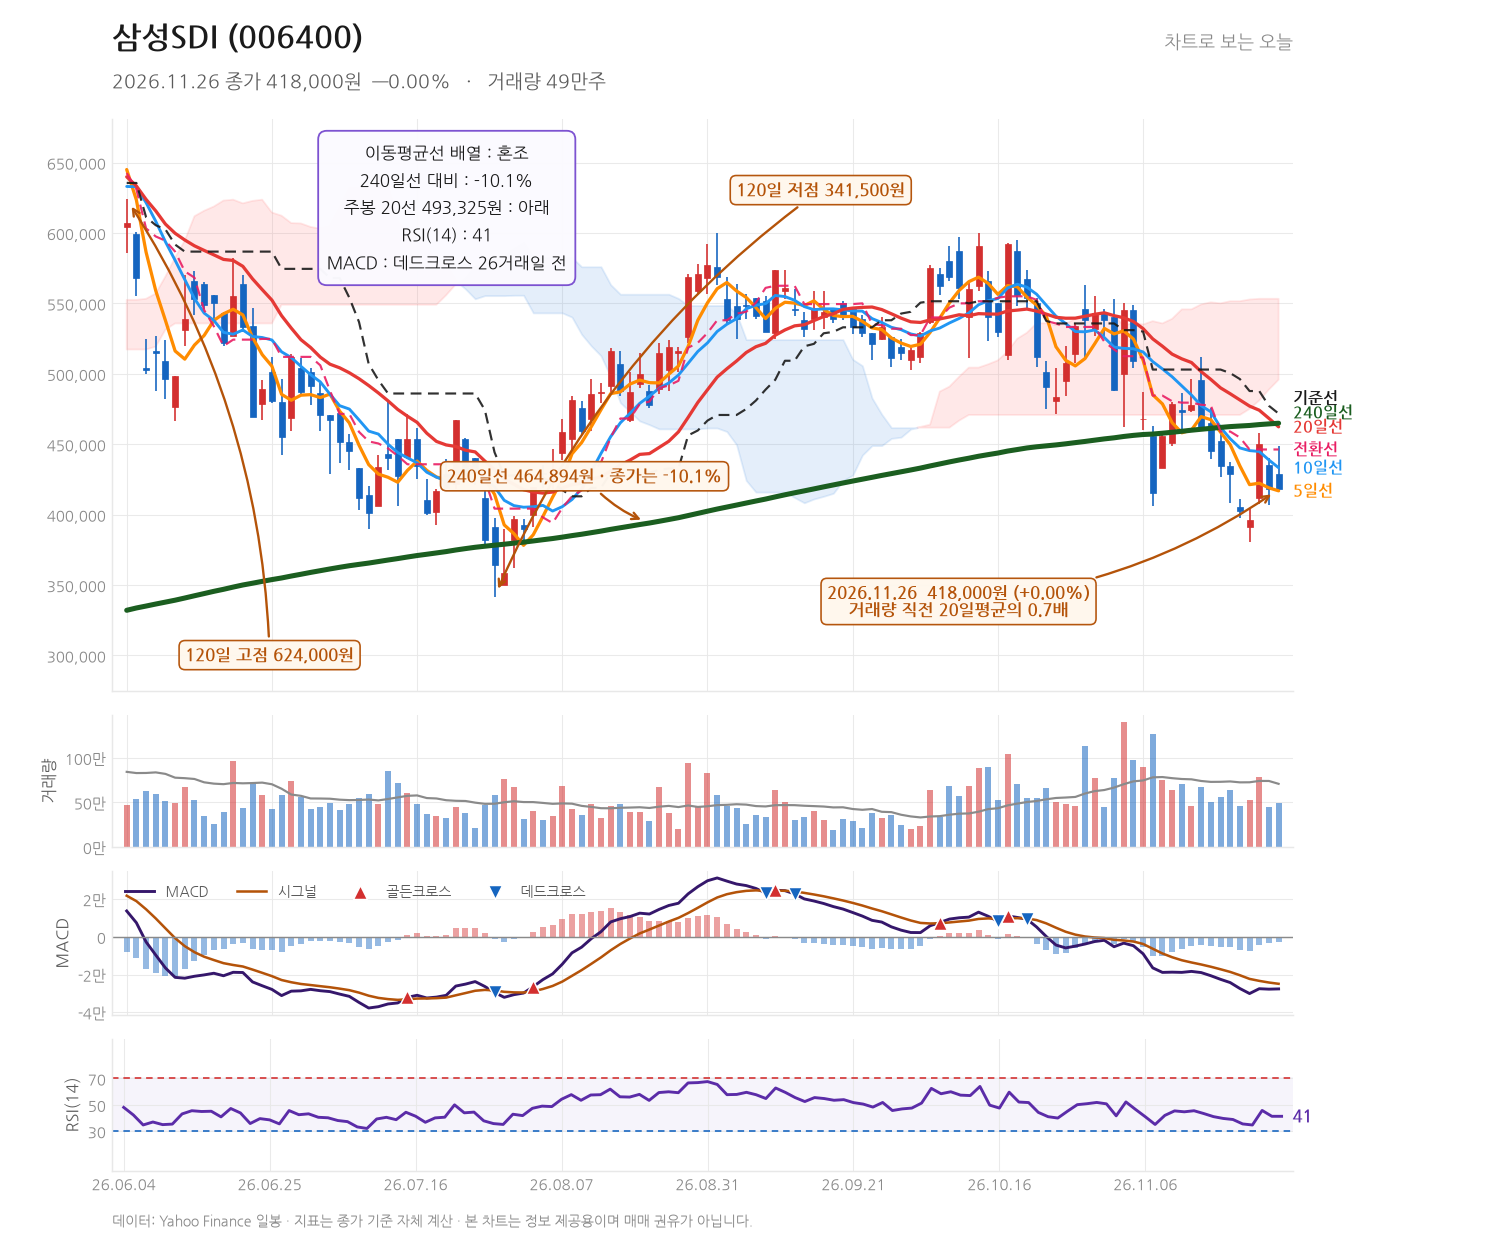 삼성SDI (006400)
차트로 보는 오늘
2026.11.26 종가 418,000원 —0.00% · 거래량 49만주
이동평균선 배열 : 혼조
240일선 대비 : -10.1%
주봉 20선 493,325원 : 아래
RSI(14) : 41
MACD : 데드크로스 26거래일 전
120일 저점 341,500원
240일선 464,894원 · 종가는 -10.1%
2026.11.26 418,000원 (+0.00%)
거래량 직전 20일평균의 0.7배
120일 고점 624,000원
650,000
600,000
550,000
500,000
450,000
400,000
350,000
300,000
기준선
240일선
20일선
전환선
10일선
5일선
거래량
100만
50만
0만
MACD
MACD 시그널 골든크로스 데드크로스
2만
0
-2만
-4만
RSI(14)
70
50
30
41
26.06.04 26.06.25 26.07.16 26.08.07 26.08.31 26.09.21 26.10.16 26.11.06
데이터: Yahoo Finance 일봉 · 지표는 종가 기준 자체 계산 · 본 차트는 정보 제공용이며 매매 권유가 아닙니다.